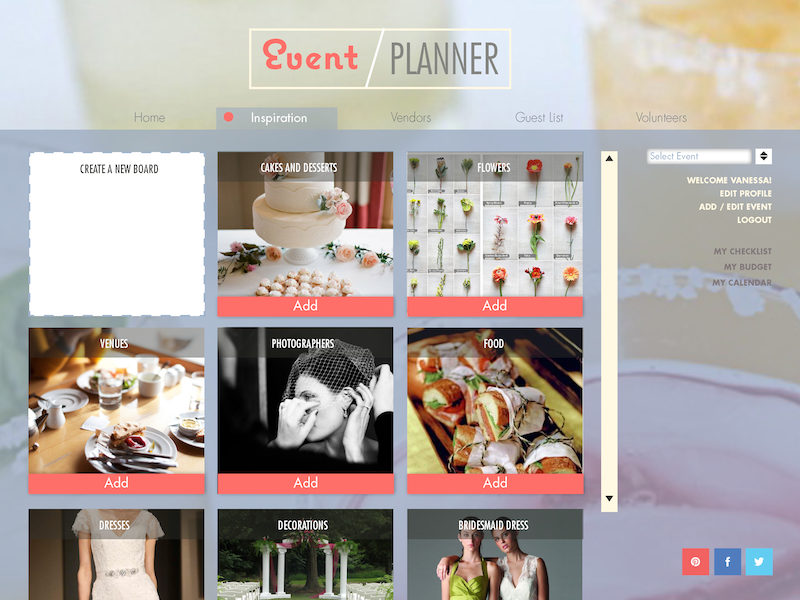 Event / PLANNER
Home
Inspiration
Vendors
Guest List
Volunteers
CREATE A NEW BOARD
CAKES AND DESSERTS
Add
FLOWERS
Add
Select Event
WELCOME VANESSA!
EDIT PROFILE
ADD / EDIT EVENT
LOGOUT
MY CHECKLIST
MY BUDGET
MY CALENDAR
VENUES
Add
PHOTOGRAPHERS
Add
FOOD
Add
DRESSES
DECORATIONS
BRIDESMAID DRESS